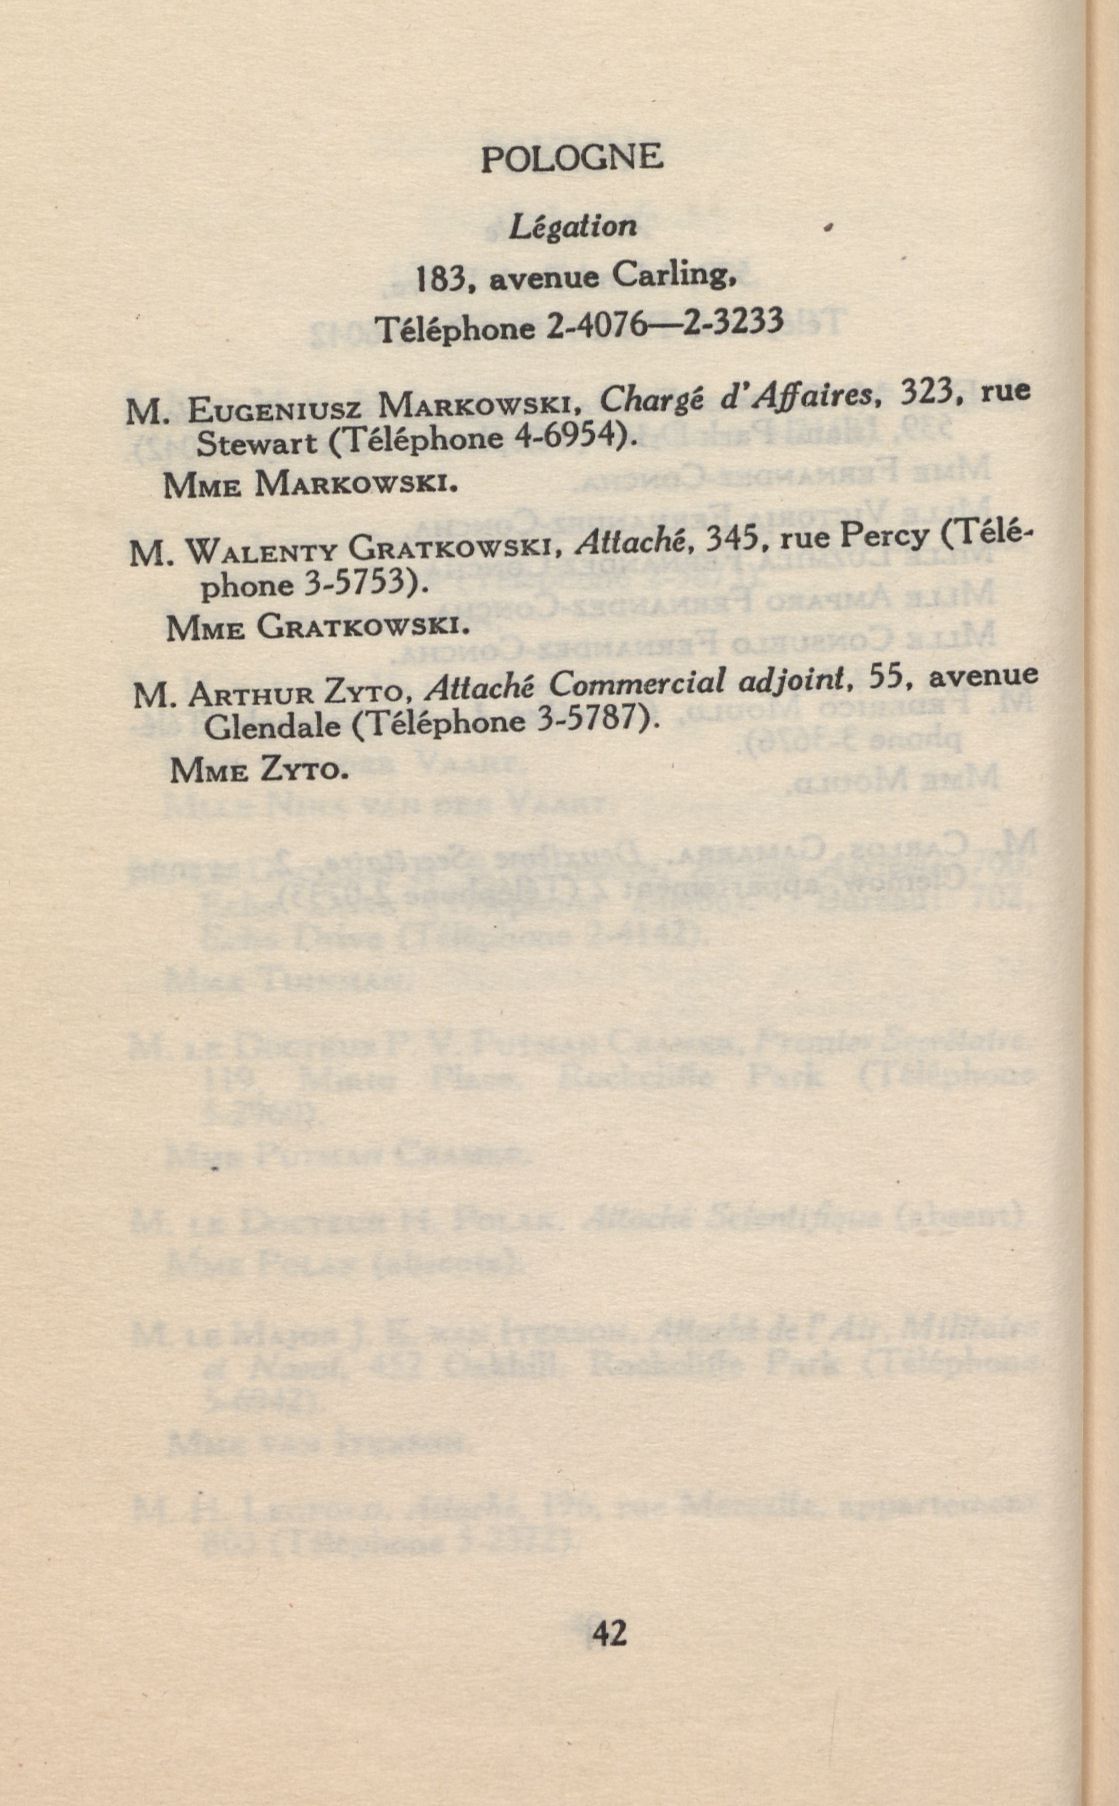 POLOGNE
Légation
183, avenue Carling,
Téléphone 2-4076—2-3233
M. EUGENIUSZ MARKOWSKI, Chargé d'Affaires, 323, rue
Stewart (Téléphone 4-6954).
MME MARKOWSKI.
M. WALENTY GRATKOWSKI, Attaché, 345, rue Percy (Télé-
phone 3-5753).
MME GRATKOWSKI.
M. ARTHUR ZYTO, Attaché Commercial adjoint, 55, avenue
Glendale (Téléphone 3-5787).
MME ZYTO.
42